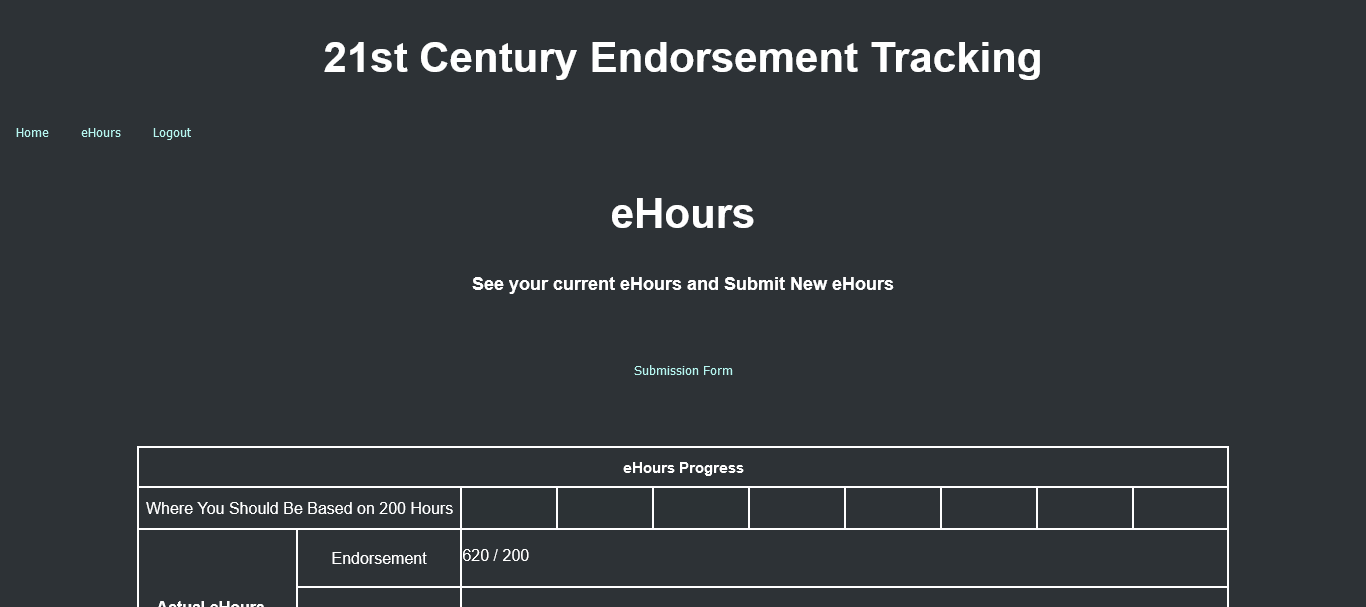 21st Century Endorsement Tracking
Home eHours Logout
eHours
See your current eHours and Submit New eHours
Submission Form
eHours Progress
Where You Should Be Based on 200 Hours
Endorsement 620 / 200
Actual eHours